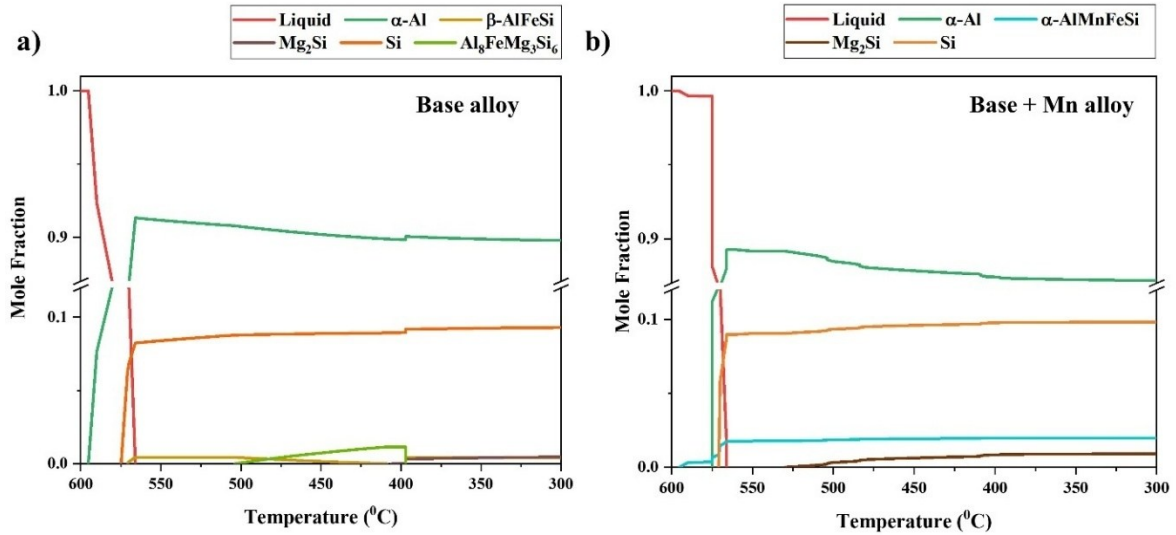 a)
Liquid α-Al β-AlFeSi
Mg₂Si Si Al₈FeMg₃Si₆
Base alloy
Mole Fraction
1.0
0.9
0.1
0.0
600 550 500 450 400 350 300
Temperature (⁰C)
b)
Liquid α-Al α-AlMnFeSi
Mg₂Si Si
Base + Mn alloy
Mole Fraction
1.0
0.9
0.1
0.0
600 550 500 450 400 350 300
Temperature (⁰C)